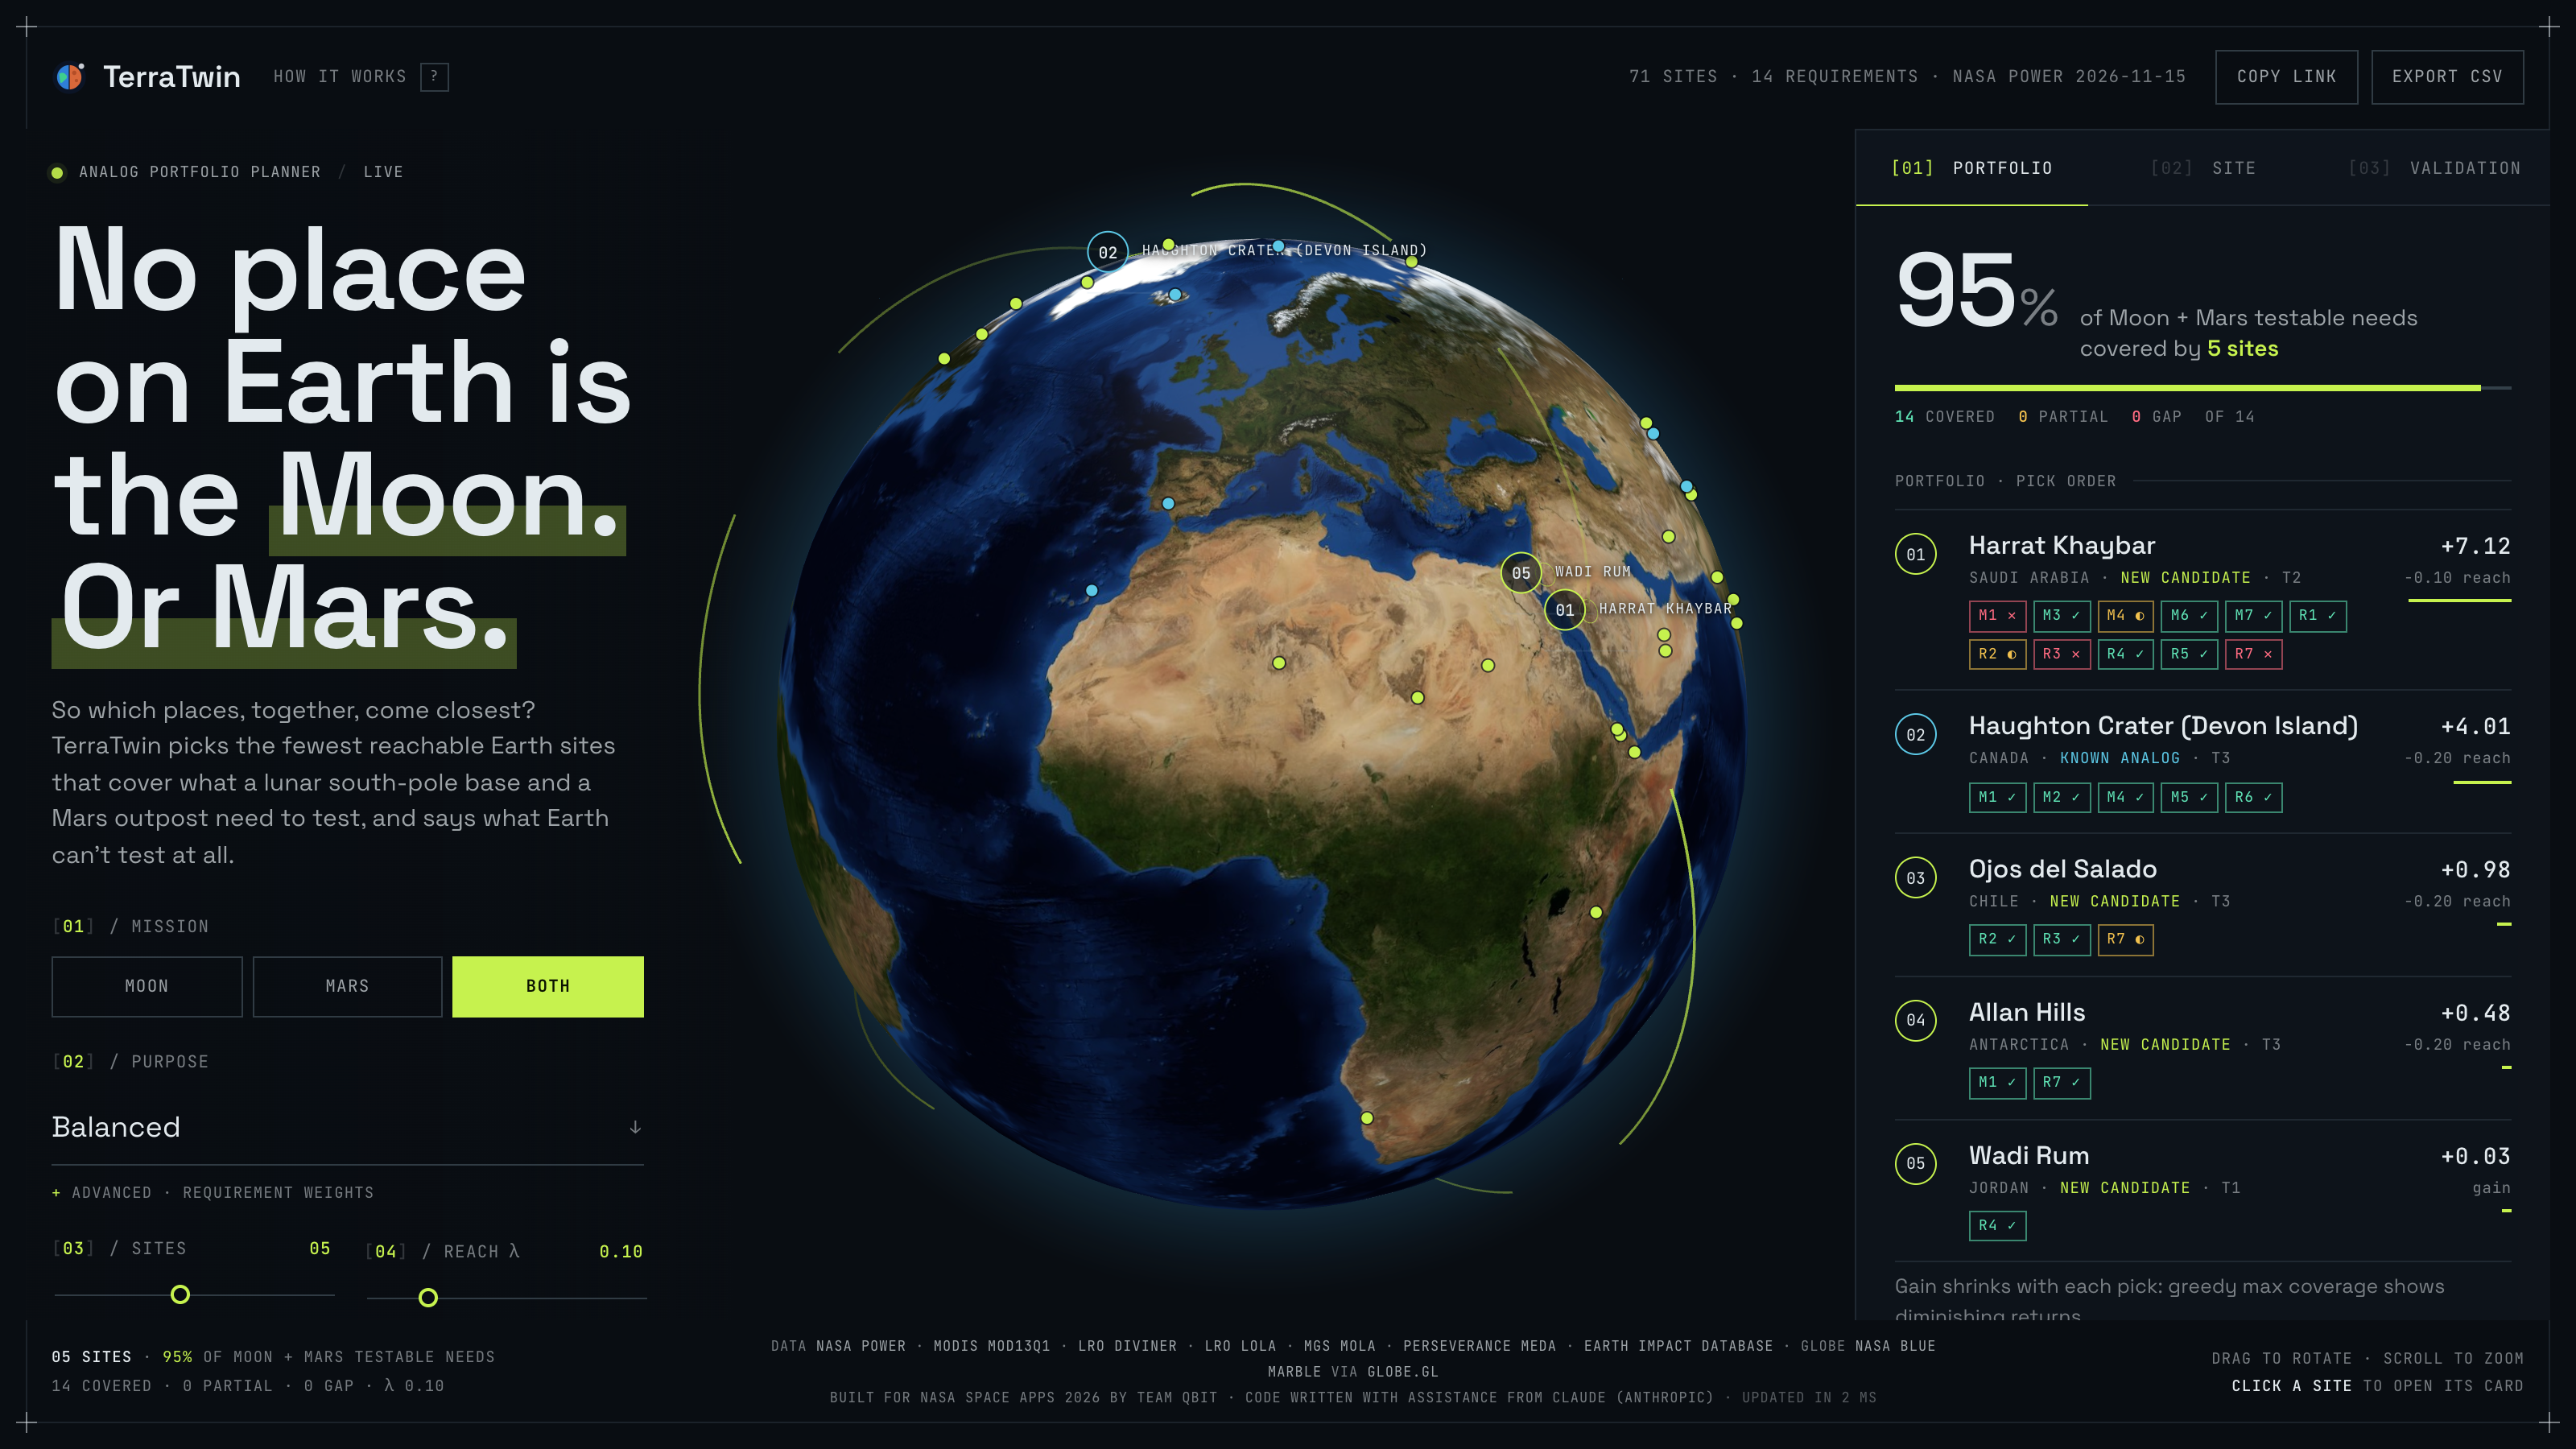 TerraTwin
HOW IT WORKS ?
71 SITES · 14 REQUIREMENTS · NASA POWER 2026-11-15
COPY LINK
EXPORT CSV
ANALOG PORTFOLIO PLANNER / LIVE
No place
on Earth is
the Moon.
Or Mars.
So which places, together, come closest?
TerraTwin picks the fewest reachable Earth sites
that cover what a lunar south-pole base and a
Mars outpost need to test, and says what Earth
can't test at all.
[01] / MISSION
MOON
MARS
BOTH
[02] / PURPOSE
Balanced ↓
+ ADVANCED · REQUIREMENT WEIGHTS
[03] / SITES 05
[04] / REACH λ 0.10
02 HAUGHTON CRATER (DEVON ISLAND)
05 WADI RUM
01 HARRAT KHAYBAR
[01] PORTFOLIO
[02] SITE
[03] VALIDATION
95% of Moon + Mars testable needs
covered by 5 sites
14 COVERED 0 PARTIAL 0 GAP OF 14
PORTFOLIO · PICK ORDER
01 Harrat Khaybar +7.12
SAUDI ARABIA · NEW CANDIDATE · T2 -0.10 reach
M1 × M3 ✓ M4 ◐ M6 ✓ M7 ✓ R1 ✓
R2 ◐ R3 × R4 ✓ R5 ✓ R7 ×
02 Haughton Crater (Devon Island) +4.01
CANADA · KNOWN ANALOG · T3 -0.20 reach
M1 ✓ M2 ✓ M4 ✓ M5 ✓ R6 ✓
03 Ojos del Salado +0.98
CHILE · NEW CANDIDATE · T3 -0.20 reach
R2 ✓ R3 ✓ R7 ◐
04 Allan Hills +0.48
ANTARCTICA · NEW CANDIDATE · T3 -0.20 reach
M1 ✓ R7 ✓
05 Wadi Rum +0.03
JORDAN · NEW CANDIDATE · T1 gain
R4 ✓
Gain shrinks with each pick: greedy max coverage shows
diminishing returns
05 SITES · 95% OF MOON + MARS TESTABLE NEEDS
14 COVERED · 0 PARTIAL · 0 GAP · λ 0.10
DATA NASA POWER · MODIS MOD13Q1 · LRO DIVINER · LRO LOLA · MGS MOLA · PERSEVERANCE MEDA · EARTH IMPACT DATABASE · GLOBE NASA BLUE
MARBLE VIA GLOBE.GL
BUILT FOR NASA SPACE APPS 2026 BY TEAM QBIT · CODE WRITTEN WITH ASSISTANCE FROM CLAUDE (ANTHROPIC) · UPDATED IN 2 MS
DRAG TO ROTATE · SCROLL TO ZOOM
CLICK A SITE TO OPEN ITS CARD